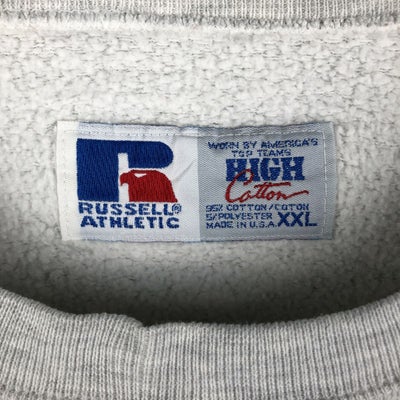 R
RUSSELL®
ATHLETIC
WORN BY AMERICA'S
TOP TEAMS
HIGH
Cotton
95% COTTON/COTON
5/POLYESTER
MADE IN U.S.A. XXL